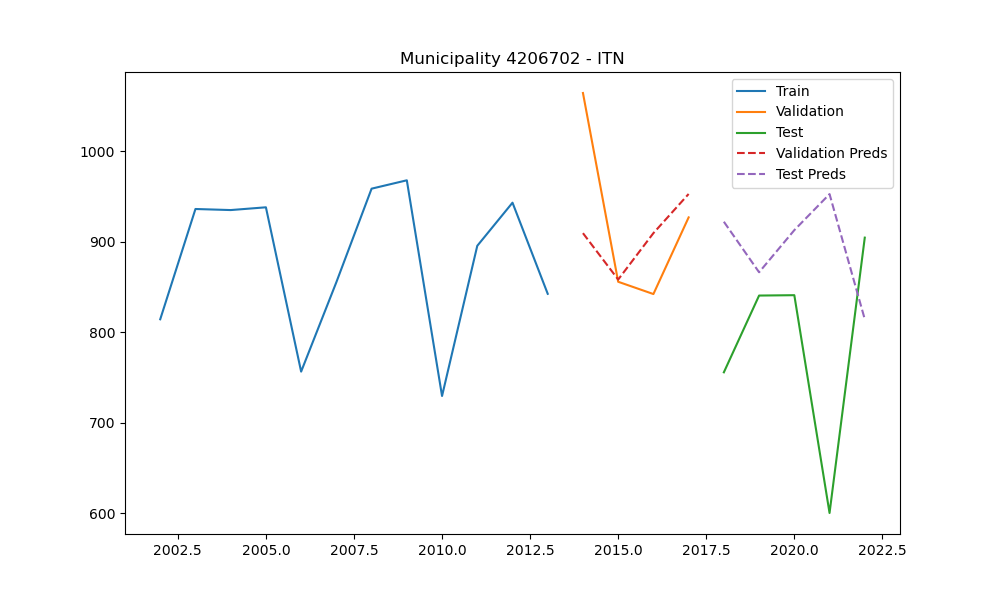 Municipality 4206702 - ITN
Train
Validation
Test
Validation Preds
Test Preds
1000
900
800
700
600
2002.5 2005.0 2007.5 2010.0 2012.5 2015.0 2017.5 2020.0 2022.5